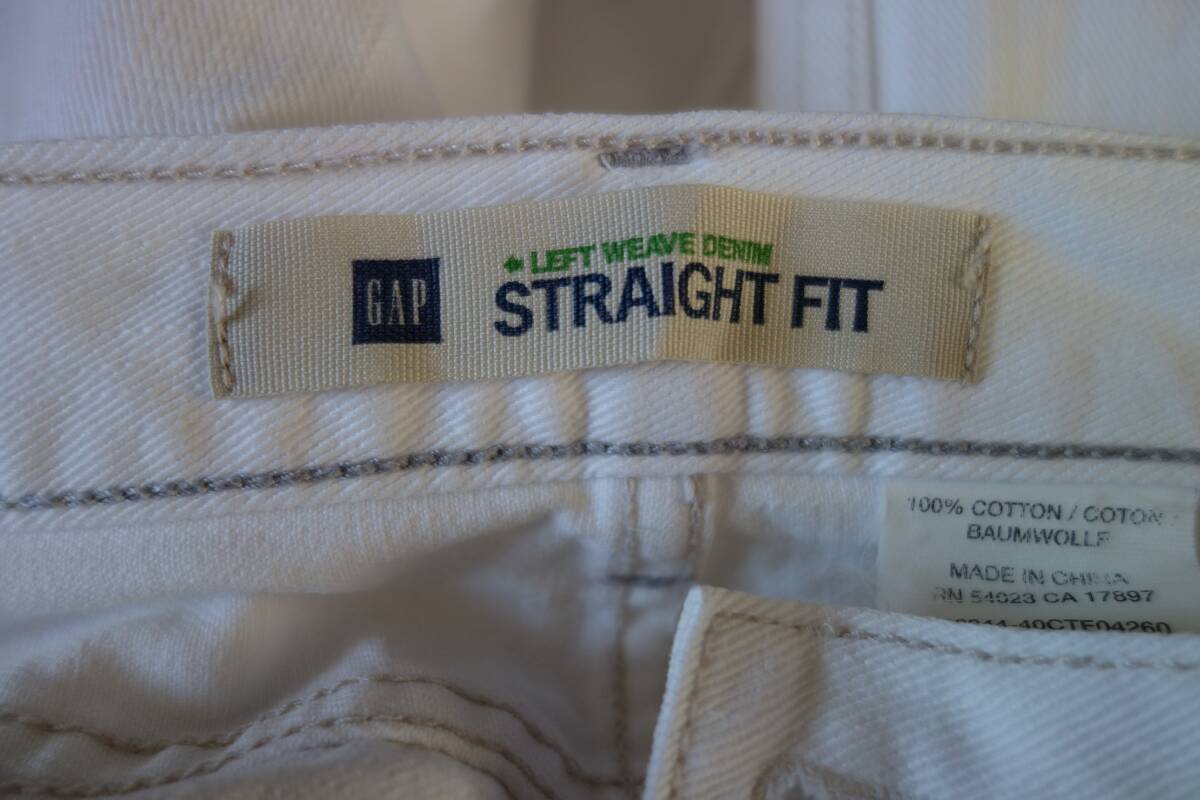 GAP
LEFT WEAVE DENIM
STRAIGHT FIT
100% COTTON / COTON
BAUMWOLLE
MADE IN CHINA
RN 54023 CA 17897